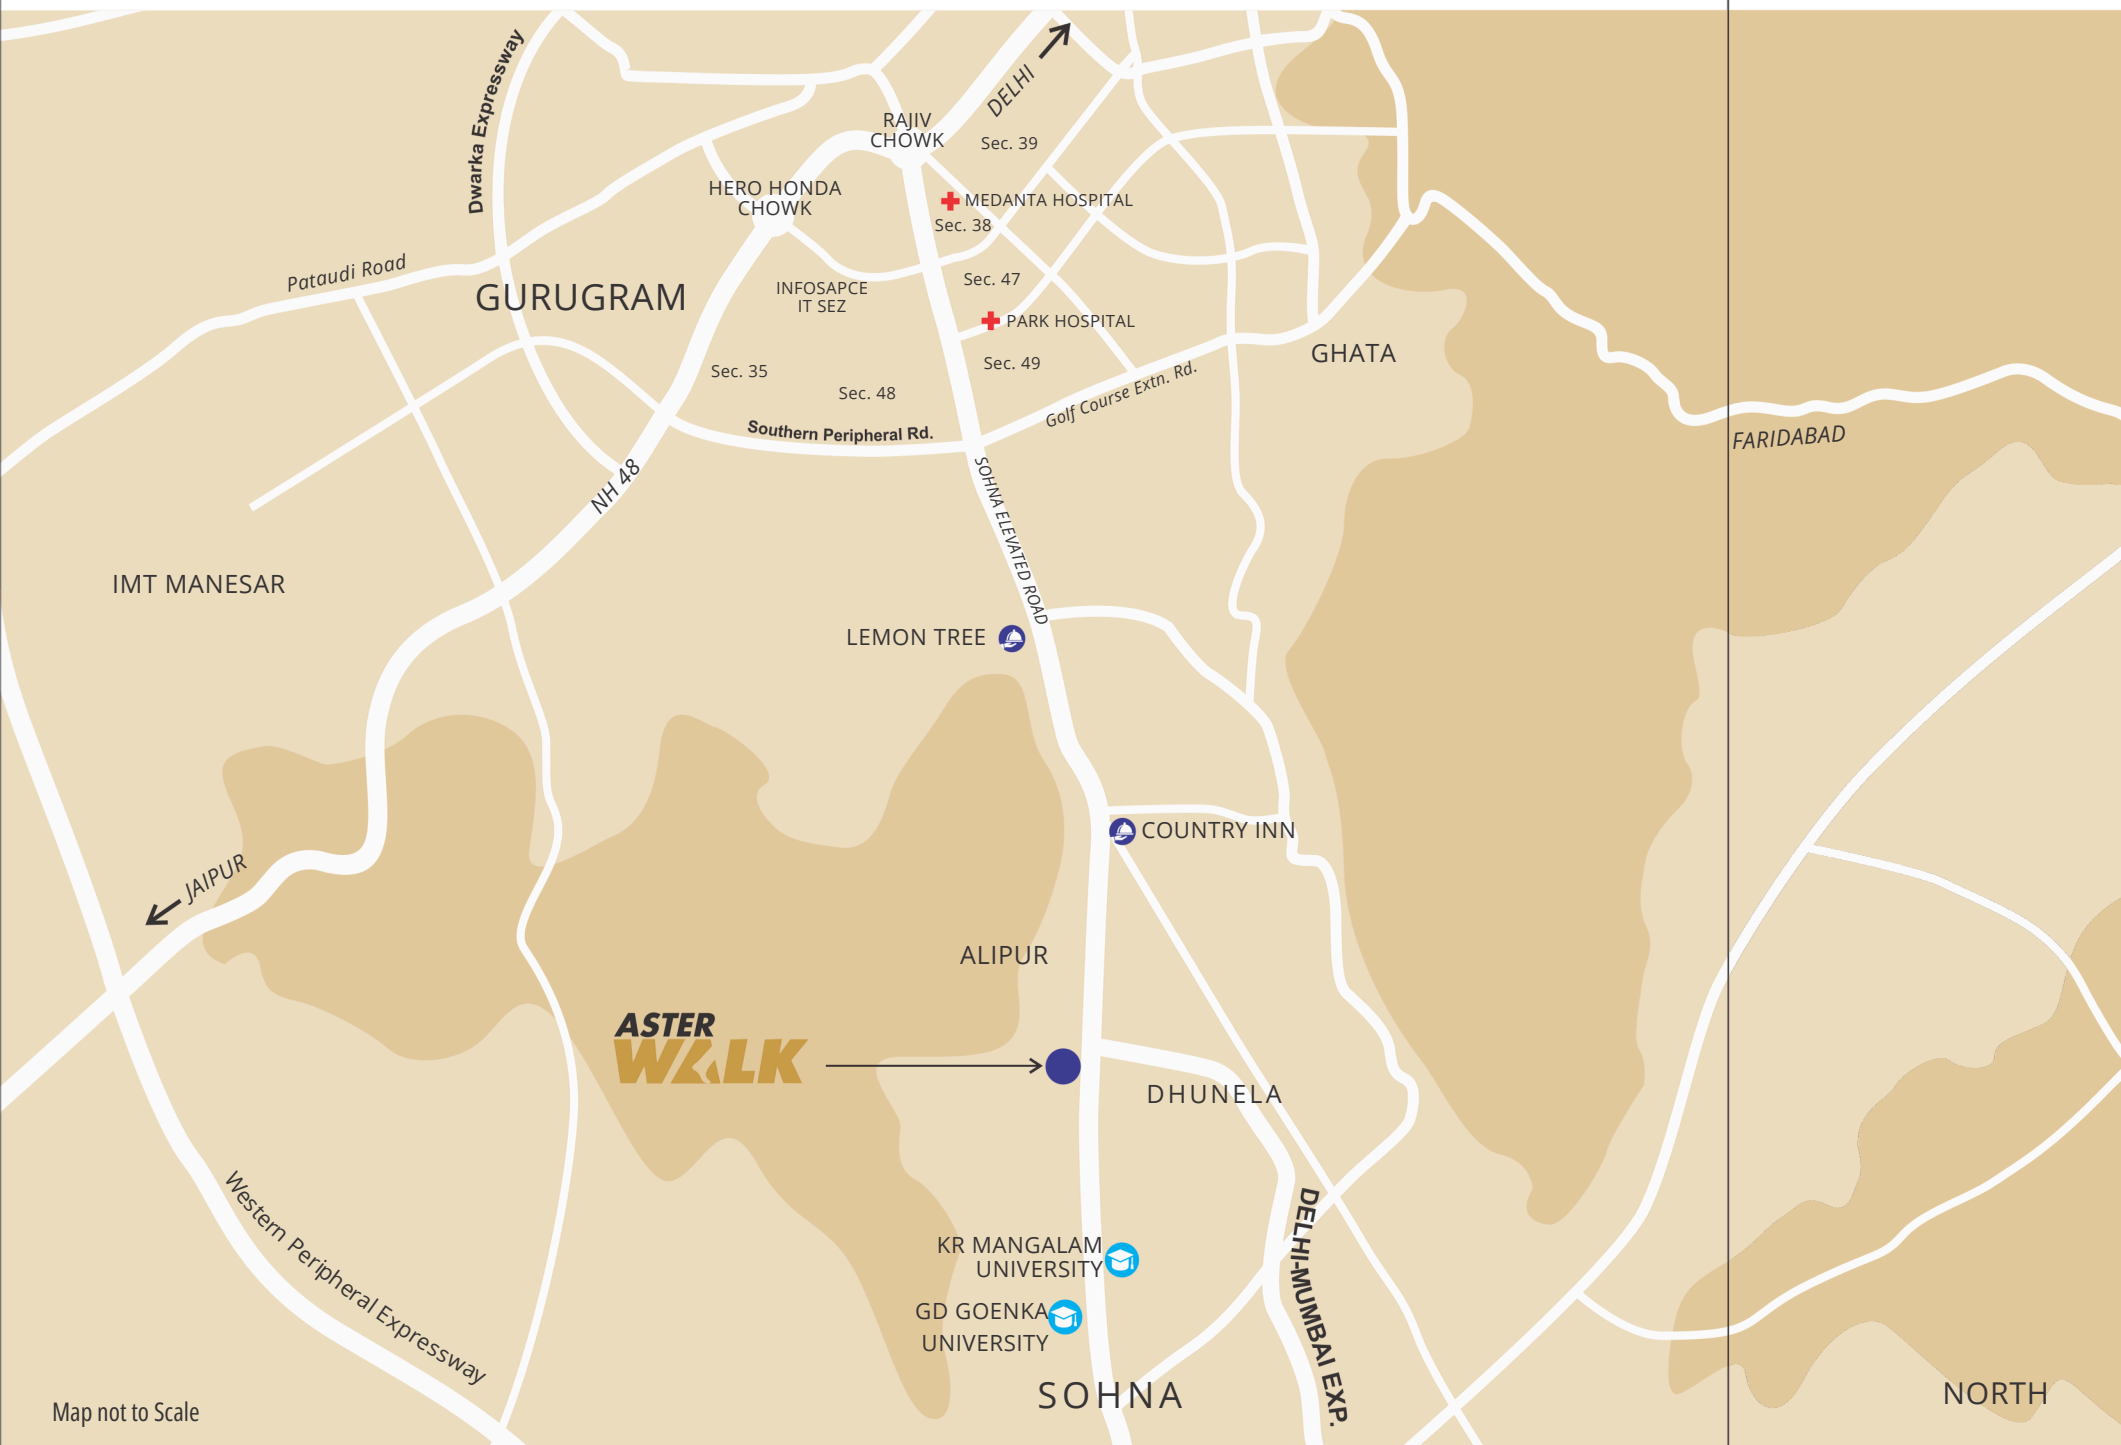 Dwarka Expressway
DELHI
RAJIV
CHOWK
Sec. 39
HERO HONDA
CHOWK
MEDANTA HOSPITAL
Sec. 38
Pataudi Road
GURUGRAM
INFOSAPCE
IT SEZ
Sec. 47
PARK HOSPITAL
GHATA
Sec. 35
Sec. 49
Sec. 48
Golf Course Extn. Rd.
Southern Peripheral Rd.
FARIDABAD
NH 48
SOHNA ELEVATED ROAD
IMT MANESAR
LEMON TREE
COUNTRY INN
JAIPUR
ALIPUR
ASTER
WALK
DHUNELA
Western Peripheral Expressway
DELHI-MUMBAI EXP.
KR MANGALAM
UNIVERSITY
GD GOENKA
UNIVERSITY
SOHNA
NORTH
Map not to Scale